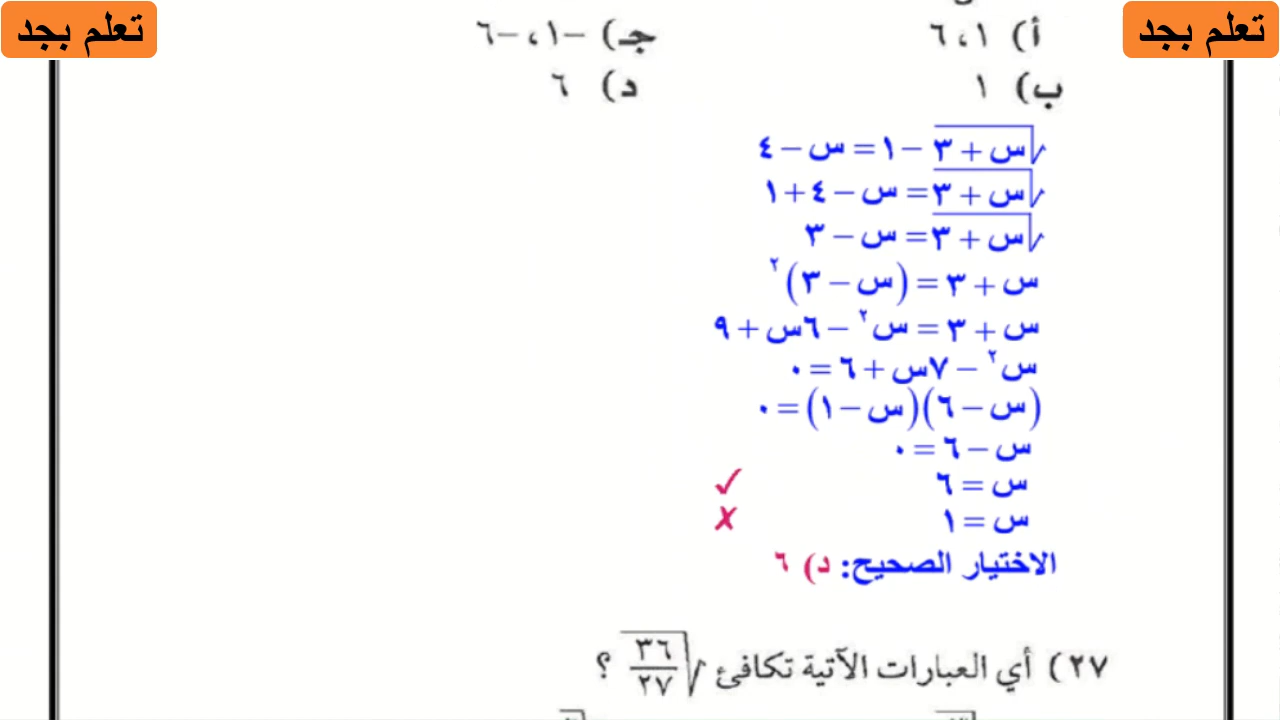 تعلم بجد
تعلم بجد
أ) ١، ٦
جـ) -١، -٦
ب) ١
د) ٦
√(س + ٣) - ١ = س - ٤
√(س + ٣) = س - ٤ + ١
√(س + ٣) = س - ٣
س + ٣ = (س - ٣)^٢
س + ٣ = س^٢ - ٦س + ٩
س^٢ - ٧س + ٦ = ٠
(س - ٦)(س - ١) = ٠
س - ٦ = ٠
س = ٦ ✓
س = ١ ✗
الاختيار الصحيح: د) ٦
٢٧) أي العبارات الآتية تكافئ √(٣٦/٢٧) ؟